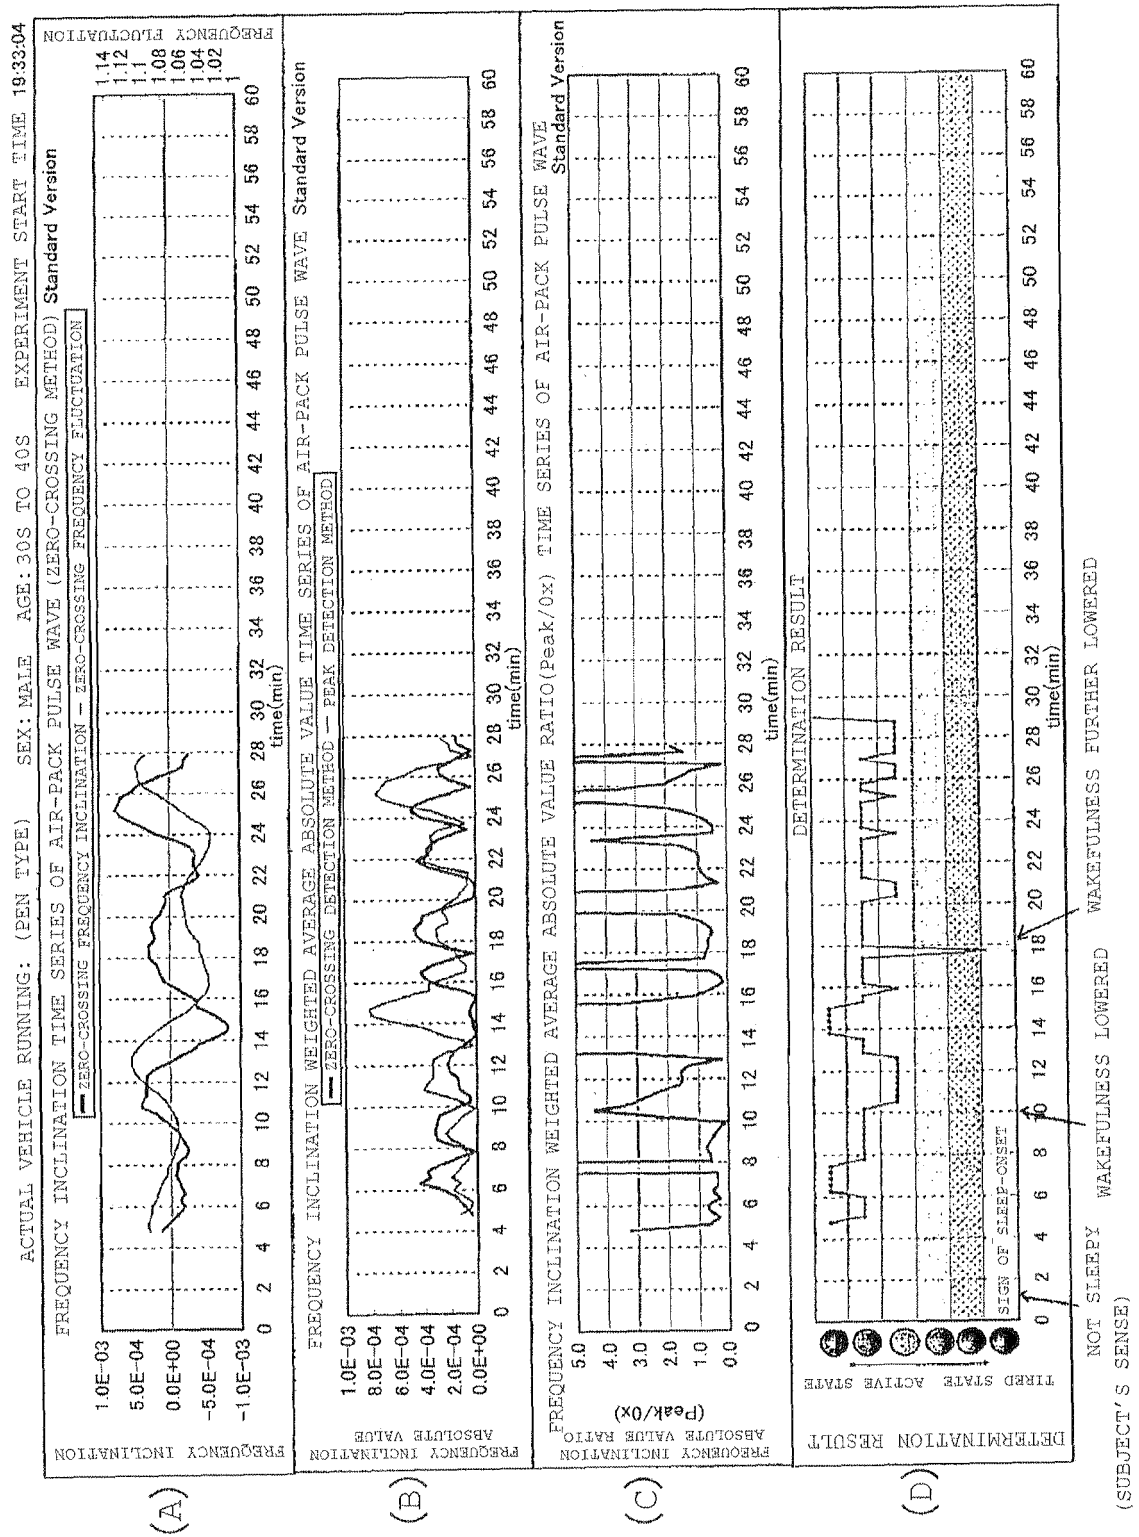 ACTUAL VEHICLE RUNNING: (PEN TYPE) SEX: MALE AGE: 30S TO 40S EXPERIMENT START TIME 19:33:04
(A)
FREQUENCY INCLINATION TIME SERIES OF AIR-PACK PULSE WAVE (ZERO-CROSSING METHOD) Standard Version
ZERO-CROSSING FREQUENCY INCLINATION — ZERO-CROSSING FREQUENCY FLUCTUATION
FREQUENCY INCLINATION
1.0E-03
5.0E-04
0.0E+00
-5.0E-04
-1.0E-03
FREQUENCY FLUCTUATION
1.14
1.12
1.1
1.08
1.06
1.04
1.02
1
0 2 4 6 8 10 12 14 16 18 20 22 24 26 28 30 32 34 36 38 40 42 44 46 48 50 52 54 56 58 60
time(min)
(B)
FREQUENCY INCLINATION WEIGHTED AVERAGE ABSOLUTE VALUE TIME SERIES OF AIR-PACK PULSE WAVE Standard Version
ZERO-CROSSING DETECTION METHOD — PEAK DETECTION METHOD
FREQUENCY INCLINATION
ABSOLUTE VALUE
1.0E-03
8.0E-04
6.0E-04
4.0E-04
2.0E-04
0.0E+00
0 2 4 6 8 10 12 14 16 18 20 22 24 26 28 30 32 34 36 38 40 42 44 46 48 50 52 54 56 58 60
time(min)
(C)
FREQUENCY INCLINATION WEIGHTED AVERAGE ABSOLUTE VALUE RATIO(Peak/0x) TIME SERIES OF AIR-PACK PULSE WAVE
Standard Version
FREQUENCY INCLINATION
ABSOLUTE VALUE RATIO
(Peak/0x)
5.0
4.0
3.0
2.0
1.0
0.0
0 2 4 6 8 10 12 14 16 18 20 22 24 26 28 30 32 34 36 38 40 42 44 46 48 50 52 54 56 58 60
time(min)
(D)
DETERMINATION RESULT
DETERMINATION RESULT
TIRED STATE ACTIVE STATE
SIGN OF SLEEP-ONSET
0 2 4 6 8 10 12 14 16 18 20 22 24 26 28 30 32 34 36 38 40 42 44 46 48 50 52 54 56 58 60
time(min)
NOT SLEEPY WAKEFULNESS LOWERED WAKEFULNESS FURTHER LOWERED
(SUBJECT'S SENSE)